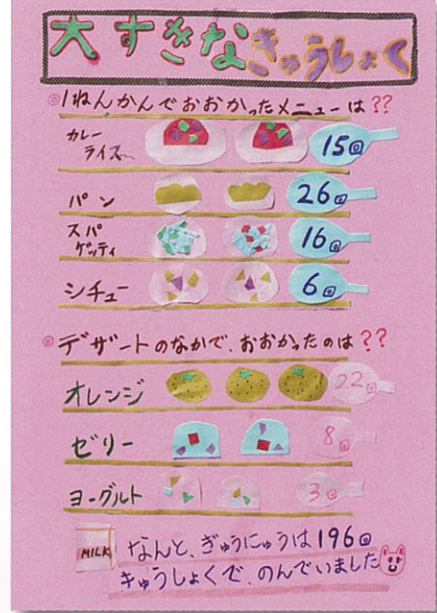 大すきなきゅうしょく
◎1ねんかんでおおかったメニューは??
カレー
ライス
15回
パン
26回
スパ
ゲッティ
16回
シチュー
6回
◎デザートのなかで、おおかったのは??
オレンジ
22回
ゼリー
8回
ヨーグルト
3回
MILK
なんと、ぎゅうにゅうは196回
きゅうしょくで、のんでいました